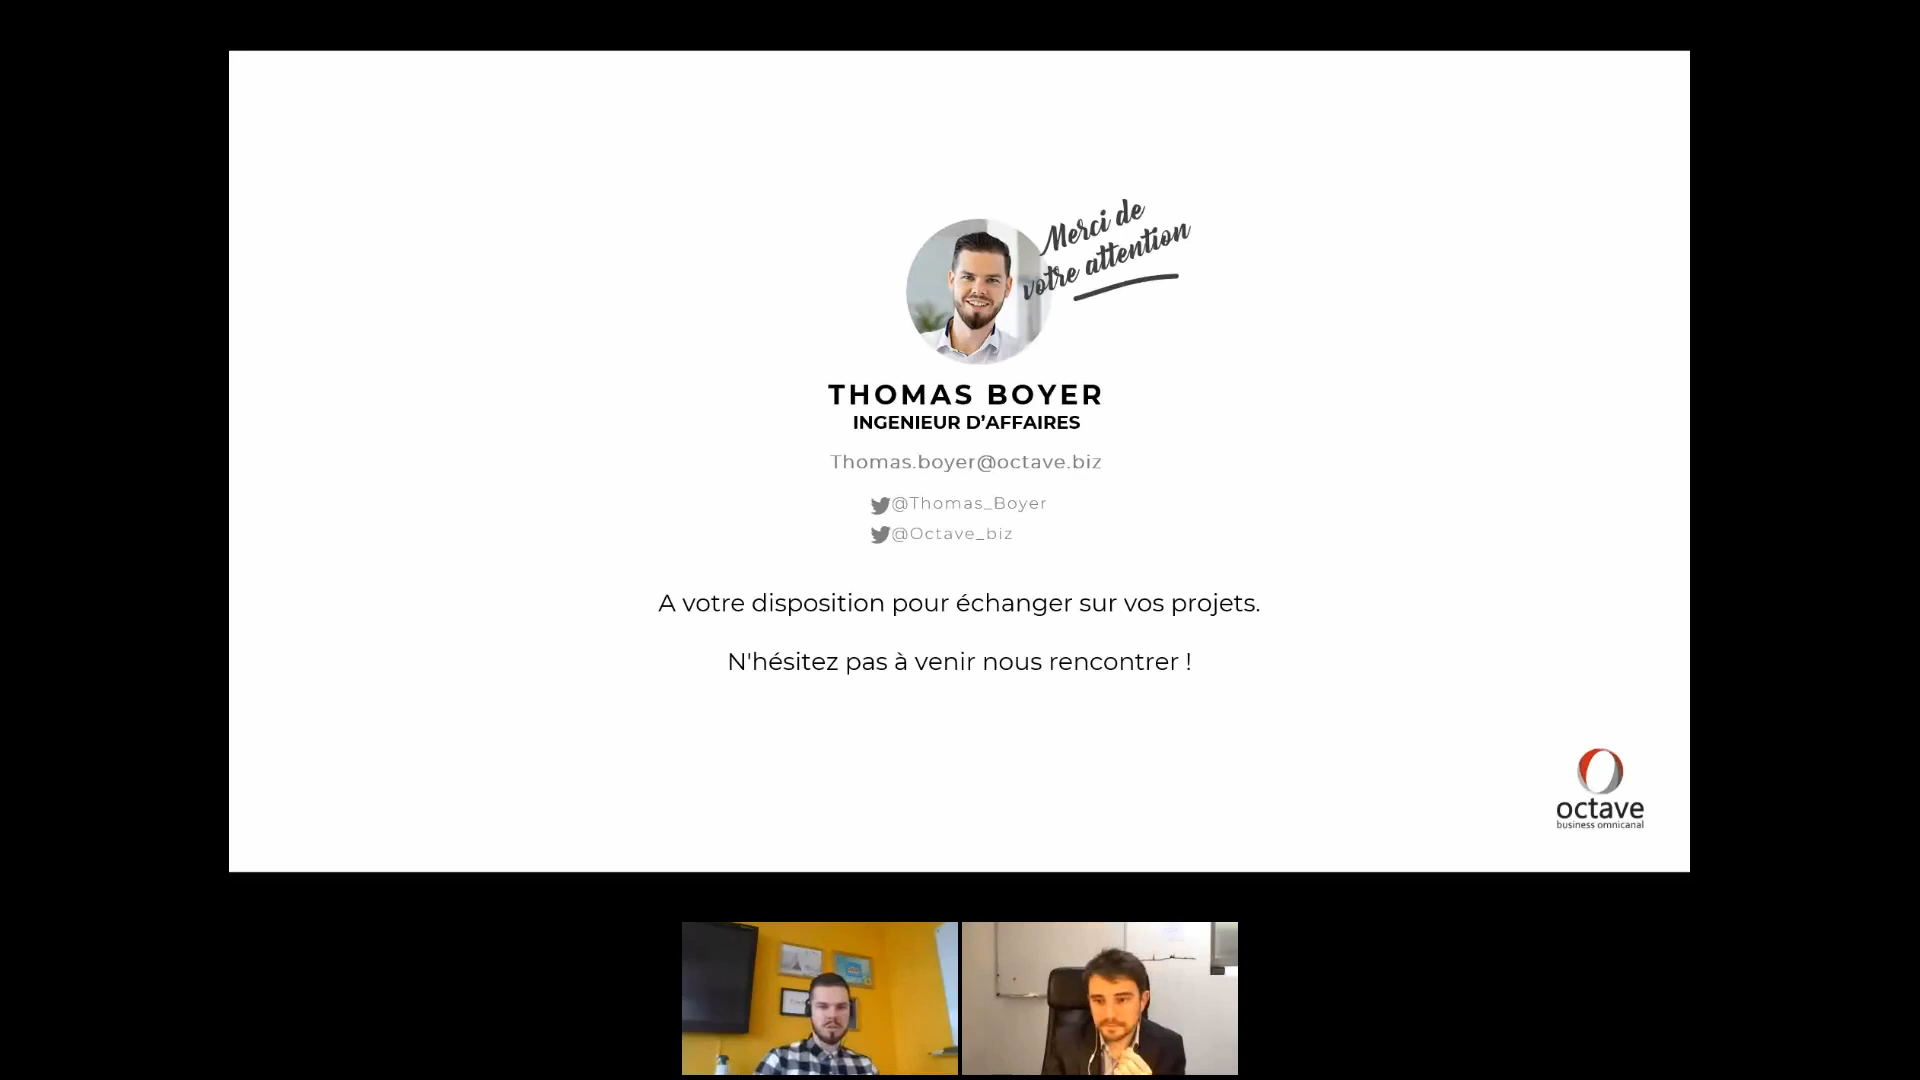 Merci de
votre attention
THOMAS BOYER
INGENIEUR D’AFFAIRES
Thomas.boyer@octave.biz
@Thomas_Boyer
@Octave_biz
A votre disposition pour échanger sur vos projets.
N'hésitez pas à venir nous rencontrer !
octave
business omnicanal